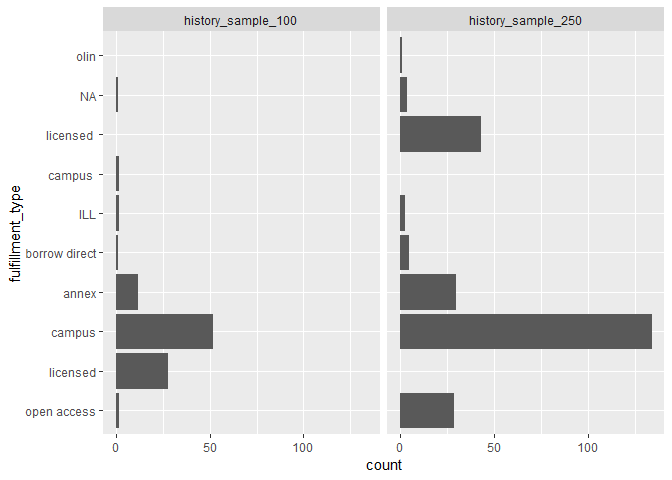 history_sample_100
history_sample_250
fulfillment_type
olin
NA
licensed
campus
ILL
borrow direct
annex
campus
licensed
open access
0
50
100
0
50
100
count